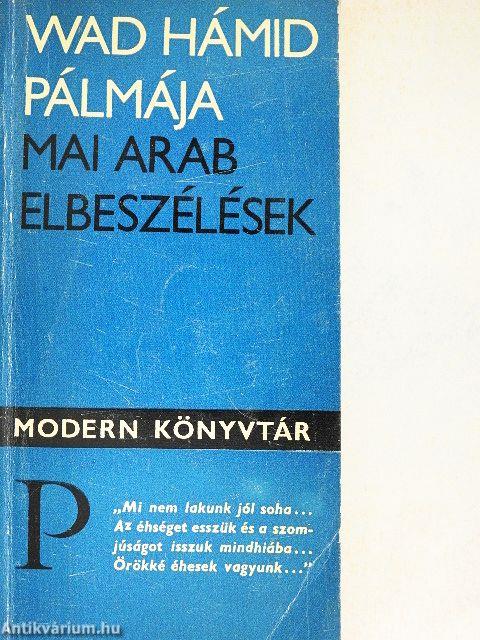 WAD HÁMID
PÁLMÁJA
MAI ARAB
ELBESZÉLÉSEK
MODERN KÖNYVTÁR
P
„Mi nem lakunk jól soha...
Az éhséget esszük és a szom-
júságot isszuk mindhiába...
Örökké éhesek vagyunk..."
Antikvárium.hu